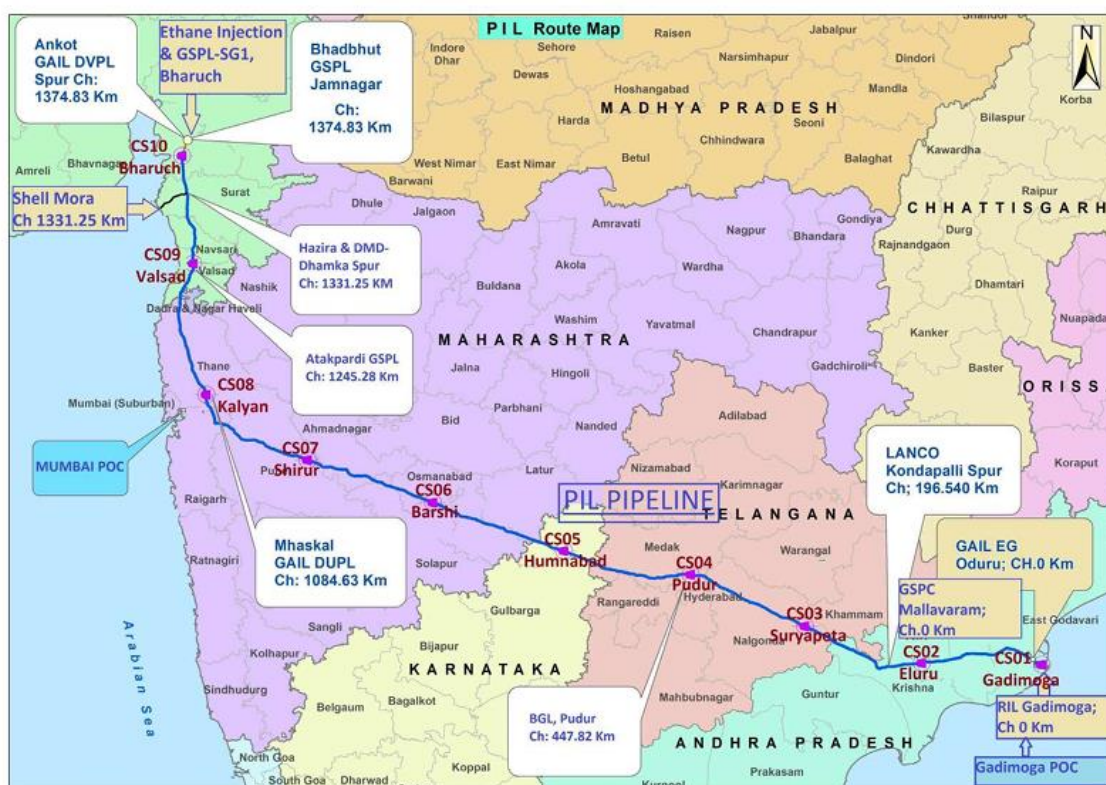 PIL Route Map
N
Ankot
GAIL DVPL
Spur Ch:
1374.83 Km
Ethane Injection
& GSPL-SG1,
Bharuch
Bhadbhut
GSPL
Jamnagar
Ch:
1374.83 Km
Indore
Dhar
Sehore
Dewas
Raisen
Hoshangabad
Narsimhapur
Jabalpur
Dindori
Mandla
MADHYA PRADESH
Harda
Seoni
Chhindwara
Betul
Balaghat
West Nimar
East Nimar
Barwani
Korba
Bilaspur
Kawardha
Raipur
CHHATTISGARH
Durg
Rajnandgaon
Dhamtari
Kanker
Baster
Nuapada
ORISS
Koraput
CS10
Bharuch
Bhavnagar
Amreli
Surat
Shell Mora
Ch 1331.25 KM
CS09
Valsad
Navsari
Valsad
Nashik
Dadra & Nagar Haveli
Hazira & DMD-
Dhamka Spur
Ch: 1331.25 KM
Atakpardi GSPL
Ch: 1245.28 Km
Dhule
Jalgaon
Amravati
Nagpur
Gondiya
Bhandara
Akola
Wardha
Buldana
Washim
Yavatmal
Chandrapur
MAHARASHTRA
Gadchiroli
Jalna
Hingoli
Parbhani
Bid
Nanded
Thane
CS08
Kalyan
Mumbai (Suburban)
MUMBAI POC
Ahmadnagar
CS07
Shirur
Osmanabad
Latur
CS06
Barshi
Raigarh
Ratnagiri
Solapur
Sangli
Kolhapur
Sindhudurg
Arabian Sea
North Goa
South Goa
Mhaskal
GAIL DUPL
Ch: 1084.63 Km
PIL PIPELINE
CS05
Humnabad
Gulbarga
Bijapur
KARNATAKA
Belgaum
Bagalkot
Dharwad
Koppal
Adilabad
Nizamabad
Karimnagar
TELANGANA
Medak
Warangal
CS04
Pudur
Rangareddi
Hyderabad
Khammam
CS03
Suryapeta
Nalgonda
Mahbubnagar
BGL, Pudur
Ch: 447.82 Km
LANCO
Kondapalli Spur
Ch; 196.540 Km
GAIL EG
Oduru; CH.0 Km
GSPC
Mallavaram;
Ch.0 Km
East Godavari
CS02
Eluru
Krishna
CS01
Gadimoga
Guntur
ANDHRA PRADESH
Prakasam
RIL Gadimoga;
Ch 0 Km
Gadimoga POC